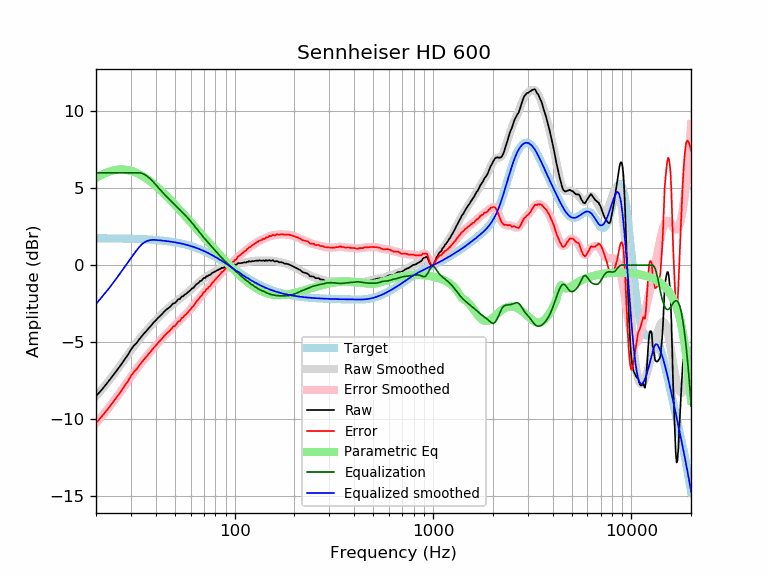 Sennheiser HD 600
Amplitude (dBr)
10
5
0
−5
−10
−15
Target
Raw Smoothed
Error Smoothed
Raw
Error
Parametric Eq
Equalization
Equalized smoothed
100
1000
10000
Frequency (Hz)